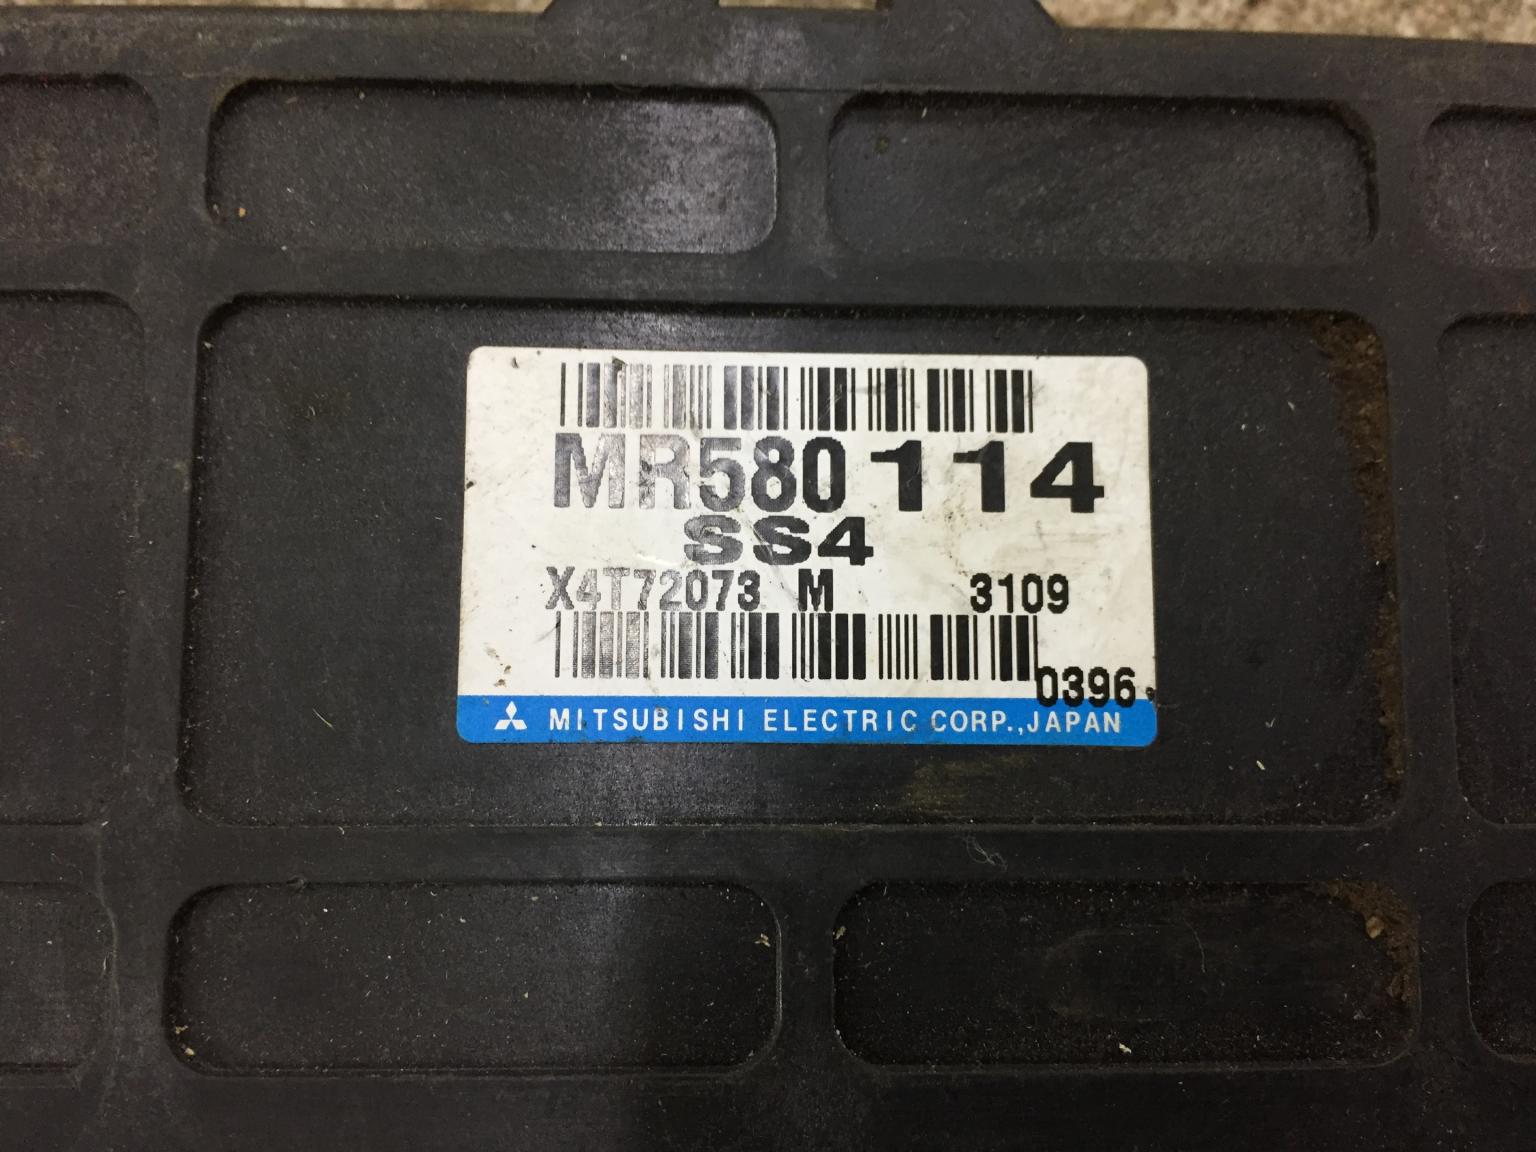 MR580114
SS4
X4T72073 M 3109
0396
MITSUBISHI ELECTRIC CORP.,JAPAN